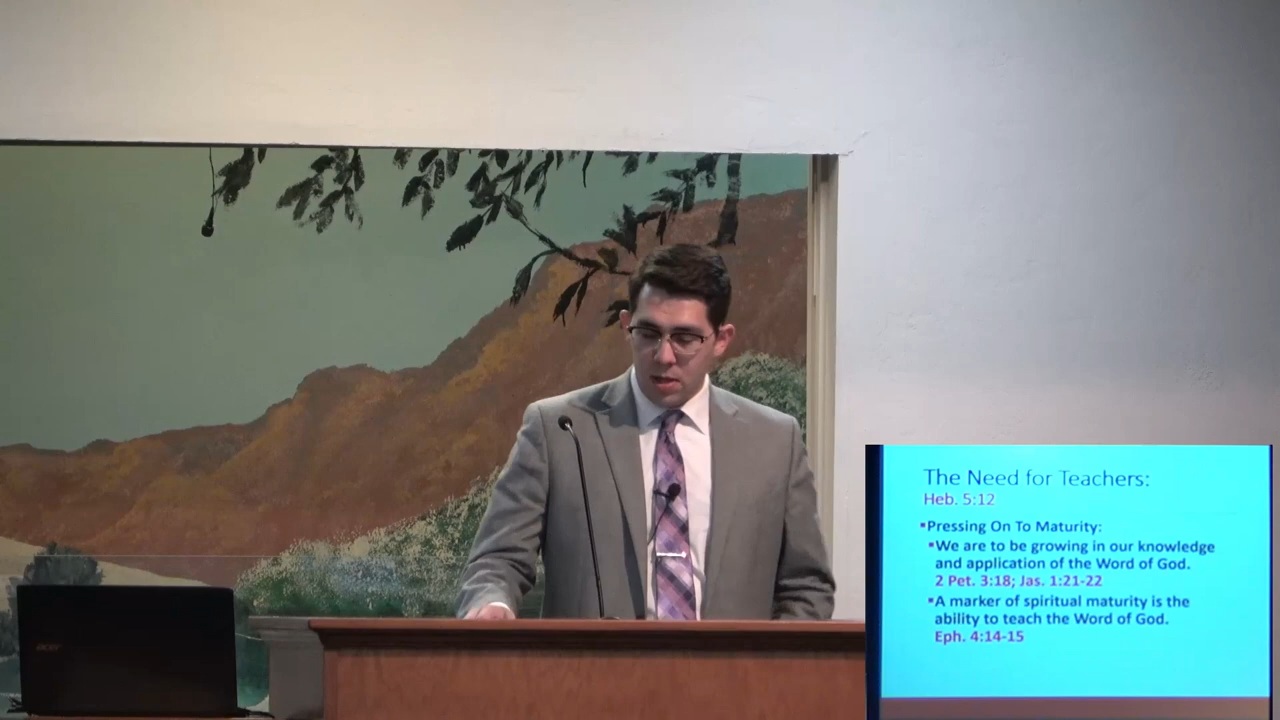 The Need for Teachers:
Heb. 5:12
▪Pressing On To Maturity:
▪We are to be growing in our knowledge
and application of the Word of God.
2 Pet. 3:18; Jas. 1:21-22
▪A marker of spiritual maturity is the
ability to teach the Word of God.
Eph. 4:14-15
acer